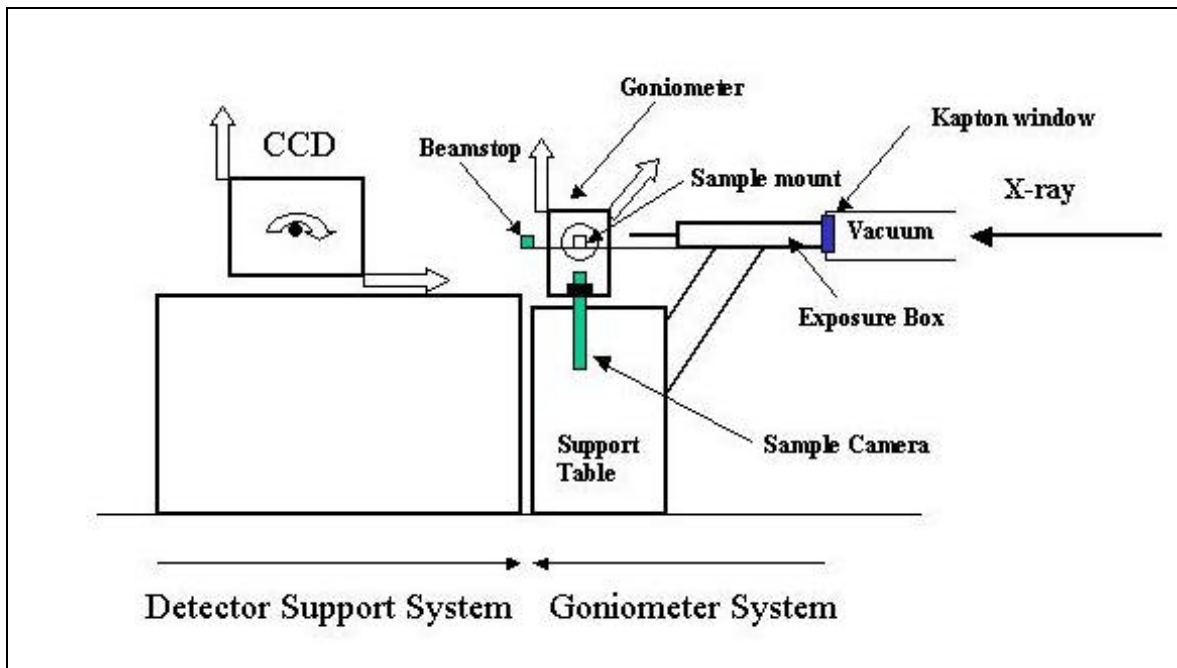 Goniometer
CCD
Kapton window
Beamstop
Sample mount
X-ray
Vacuum
Exposure Box
Sample Camera
Support
Table
Detector Support System
Goniometer System